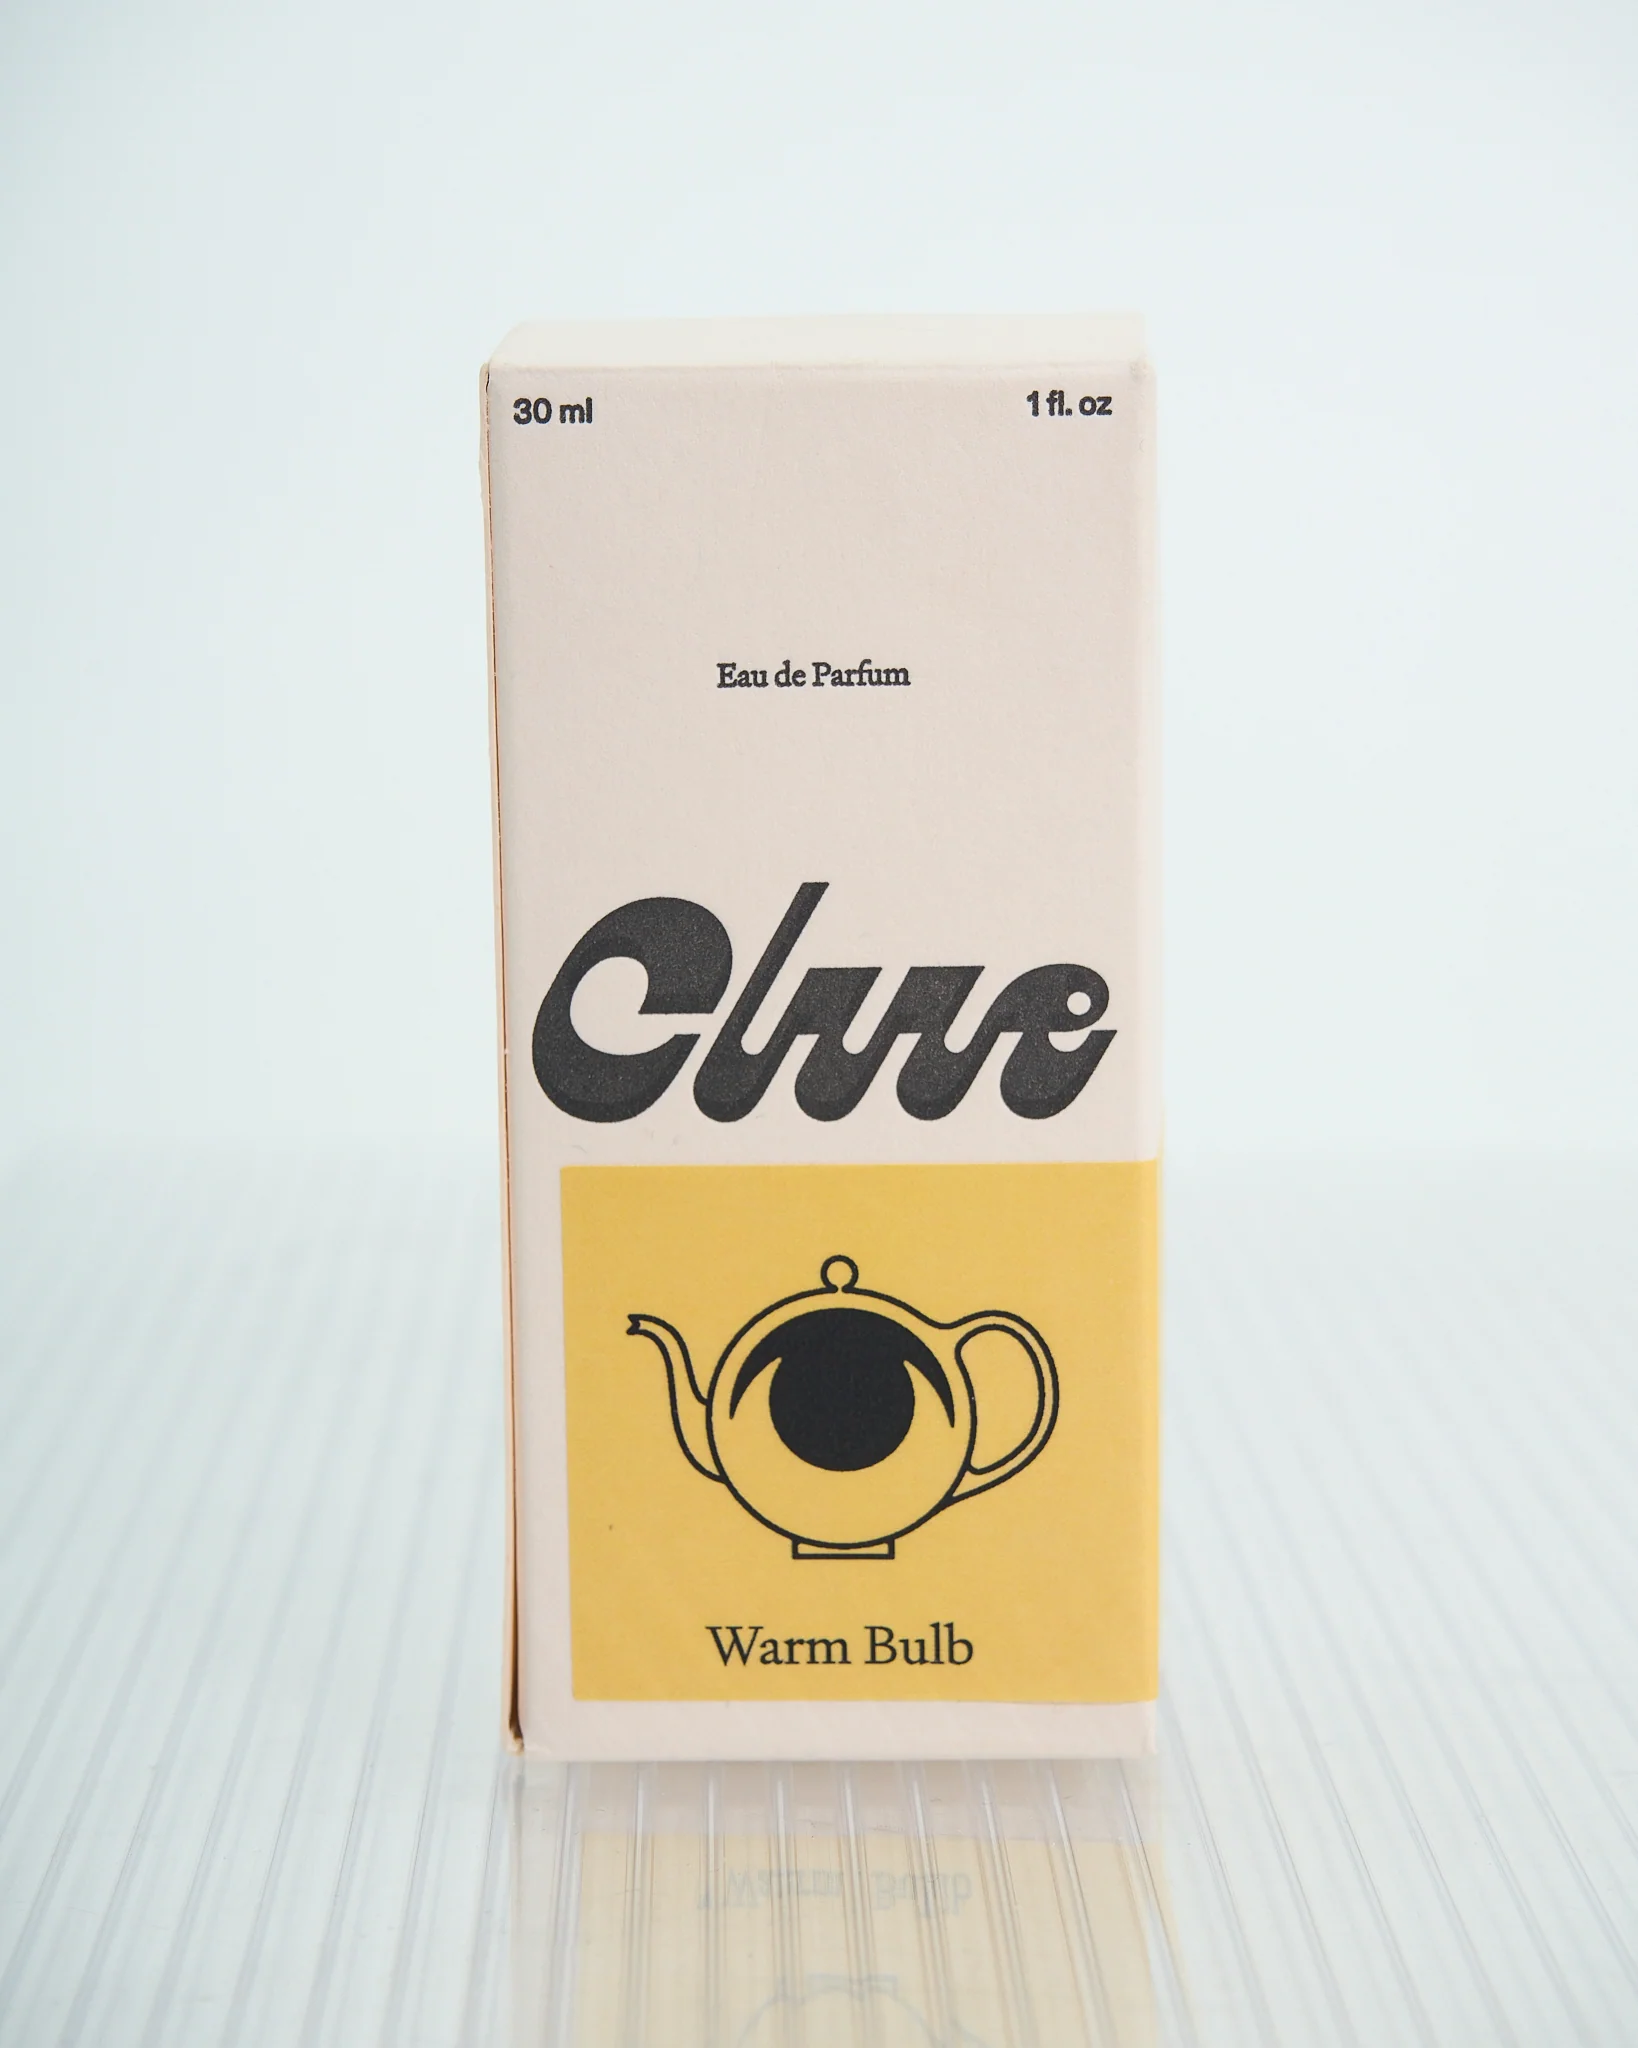 30 ml 1 fl. oz
Eau de Parfum
Clue
Warm Bulb